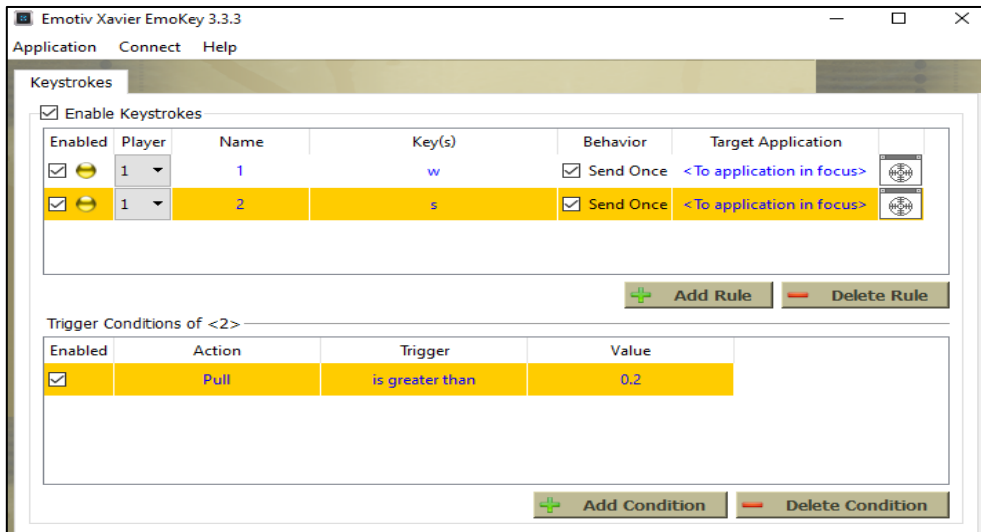 Emotiv Xavier EmoKey 3.3.3
Application Connect Help
Keystrokes
Enable Keystrokes
Enabled Player Name Key(s) Behavior Target Application
1 1 w Send Once <To application in focus>
1 2 s Send Once <To application in focus>
Add Rule Delete Rule
Trigger Conditions of <2>
Enabled Action Trigger Value
Pull is greater than 0.2
Add Condition Delete Condition